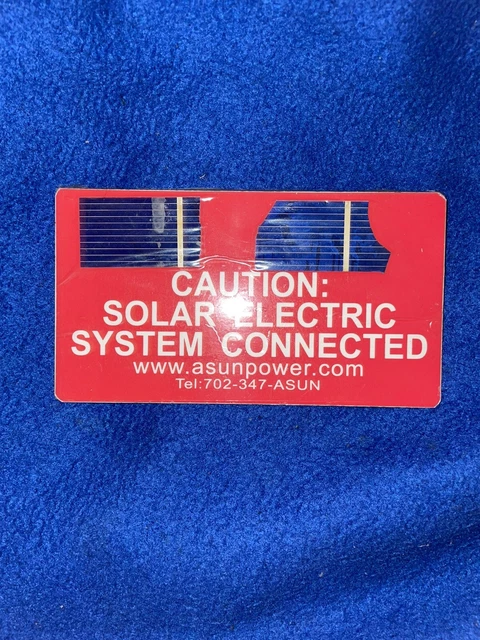 CAUTION:
SOLAR ELECTRIC
SYSTEM CONNECTED
www.asunpower.com
Tel:702-347-ASUN